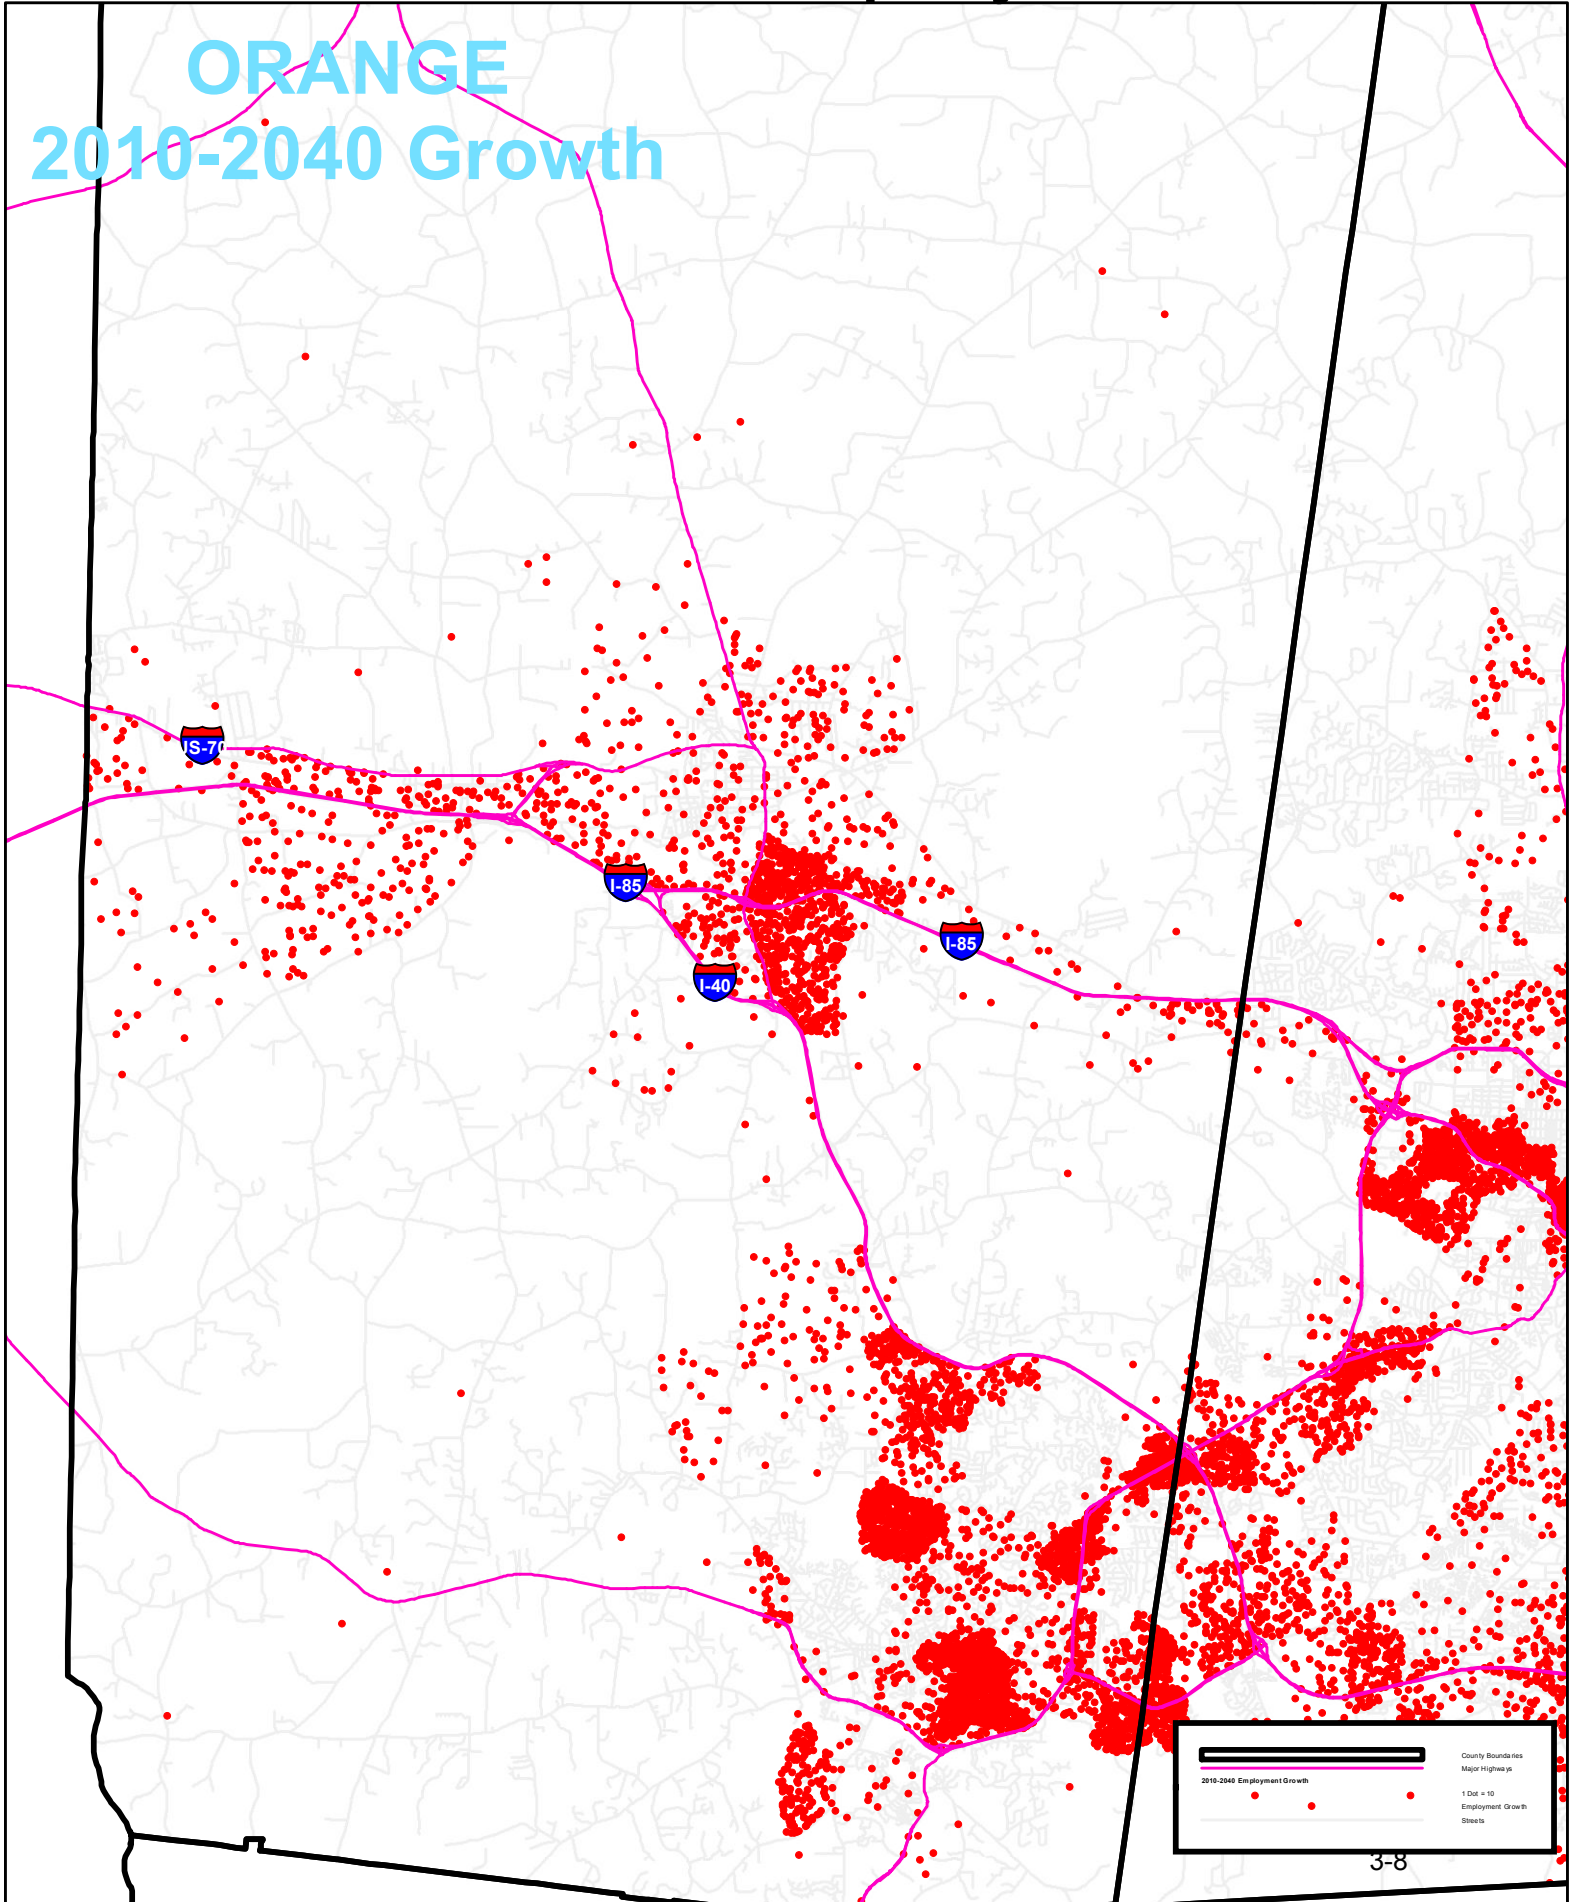 ORANGE
2010-2040 Growth
US-70
I-85
I-85
I-40
County Boundaries
Major Highways
2010-2040 Employment Growth
1 Dot = 10
Employment Growth
Streets
3-8